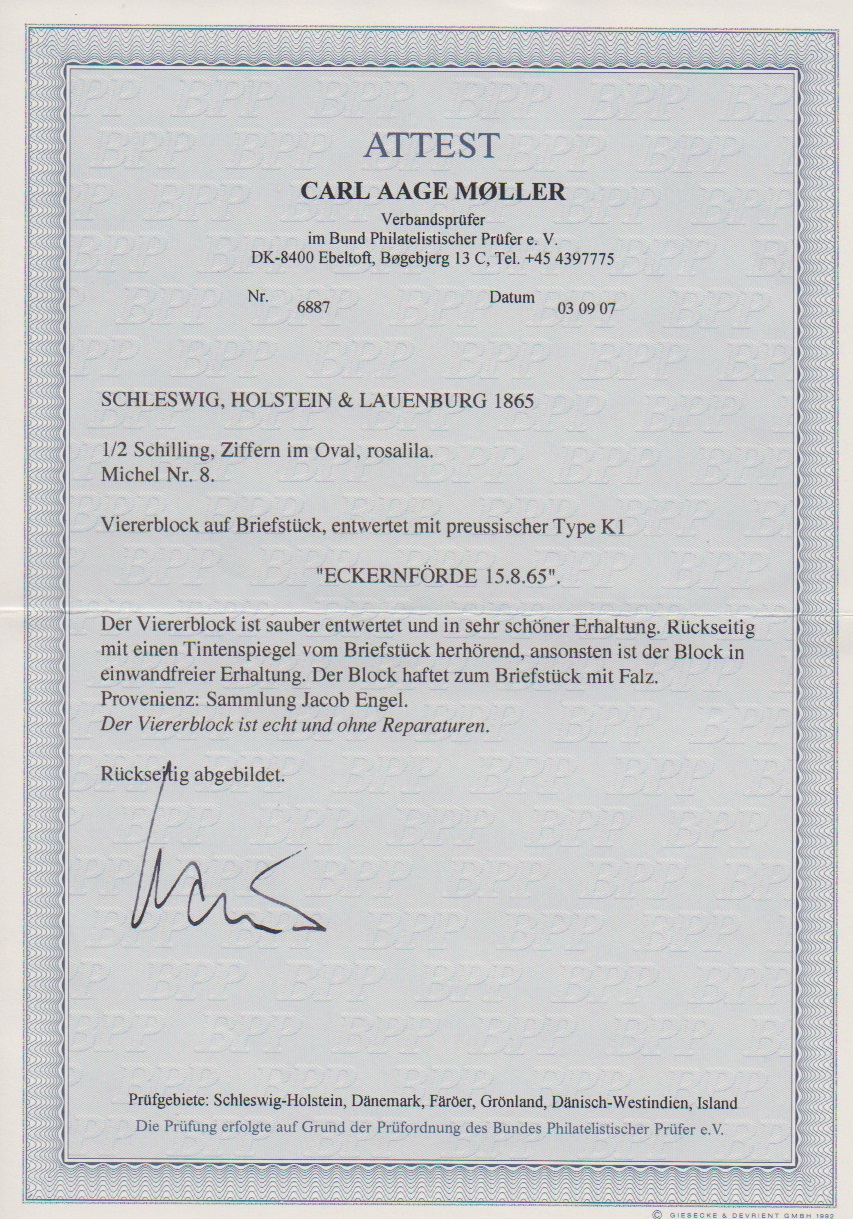 ATTEST
CARL AAGE MØLLER
Verbandsprüfer
im Bund Philatelistischer Prüfer e. V.
DK-8400 Ebeltoft, Bøgebjerg 13 C, Tel. +45 4397775
Nr. 6887 Datum 03 09 07
SCHLESWIG, HOLSTEIN & LAUENBURG 1865
1/2 Schilling, Ziffern im Oval, rosalila.
Michel Nr. 8.
Viererblock auf Briefstück, entwertet mit preussischer Type K1
"ECKERNFÖRDE 15.8.65".
Der Viererblock ist sauber entwertet und in sehr schöner Erhaltung. Rückseitig
mit einen Tintenspiegel vom Briefstück herhörend, ansonsten ist der Block in
einwandfreier Erhaltung. Der Block haftet zum Briefstück mit Falz.
Provenienz: Sammlung Jacob Engel.
Der Viererblock ist echt und ohne Reparaturen.
Rückseitig abgebildet.
Prüfgebiete: Schleswig-Holstein, Dänemark, Färöer, Grönland, Dänisch-Westindien, Island
Die Prüfung erfolgte auf Grund der Prüfordnung des Bundes Philatelistischer Prüfer e.V.
© GIESECKE & DEVRIENT GMBH 1992